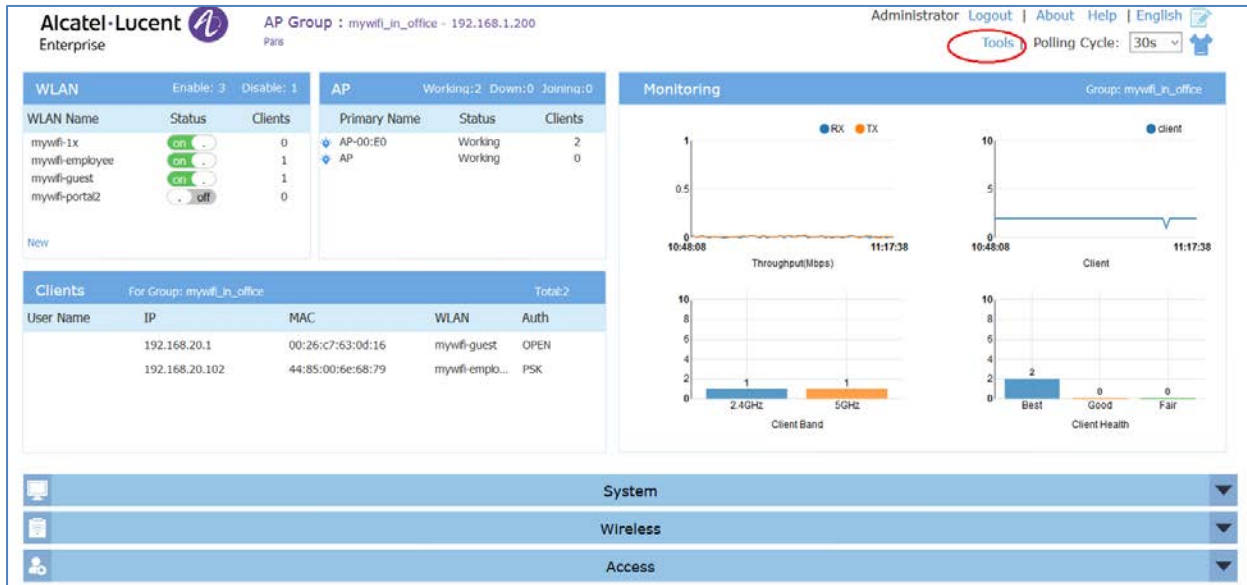 Alcatel·Lucent
Enterprise
AP Group : mywifi_in_office - 192.168.1.200
Paris
Administrator Logout | About Help | English
Tools | Polling Cycle: 30s
WLAN Enable: 3 Disable: 1
WLAN Name Status Clients
mywifi-1x on 0
mywifi-employee on 1
mywifi-guest on 1
mywifi-portal2 off 0
New
AP Working:2 Down:0 Joining:0
Primary Name Status Clients
AP-00:E0 Working 2
AP Working 0
Monitoring Group: mywifi_in_office
RX TX
1
0.5
0
10:48:08 11:17:38
Throughput(Mbps)
client
10
5
0
10:48:08 11:17:38
Client
Clients For Group: mywifi_in_office Total:2
User Name IP MAC WLAN Auth
192.168.20.1 00:26:c7:63:0d:16 mywifi-guest OPEN
192.168.20.102 44:85:00:6e:68:79 mywifi-emplo... PSK
10
8
6
4
2
0
1 1
2.4GHz 5GHz
Client Band
10
8
6
4
2
0
2 0 0
Best Good Fair
Client Health
System
Wireless
Access